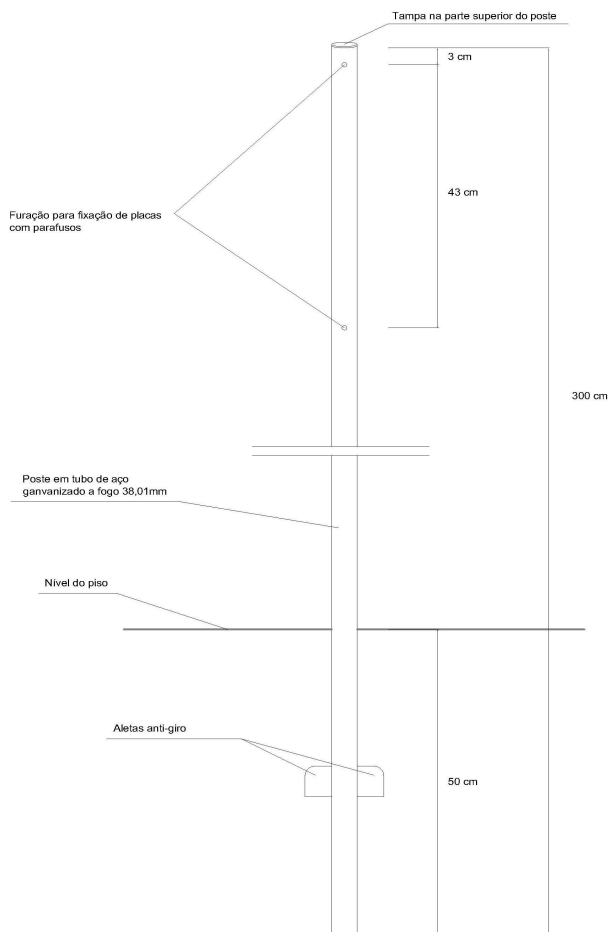 Tampa na parte superior do poste
3 cm
43 cm
Furação para fixação de placas
com parafusos
300 cm
Poste em tubo de aço
ganvanizado a fogo 38,01mm
Nível do piso
Aletas anti-giro
50 cm